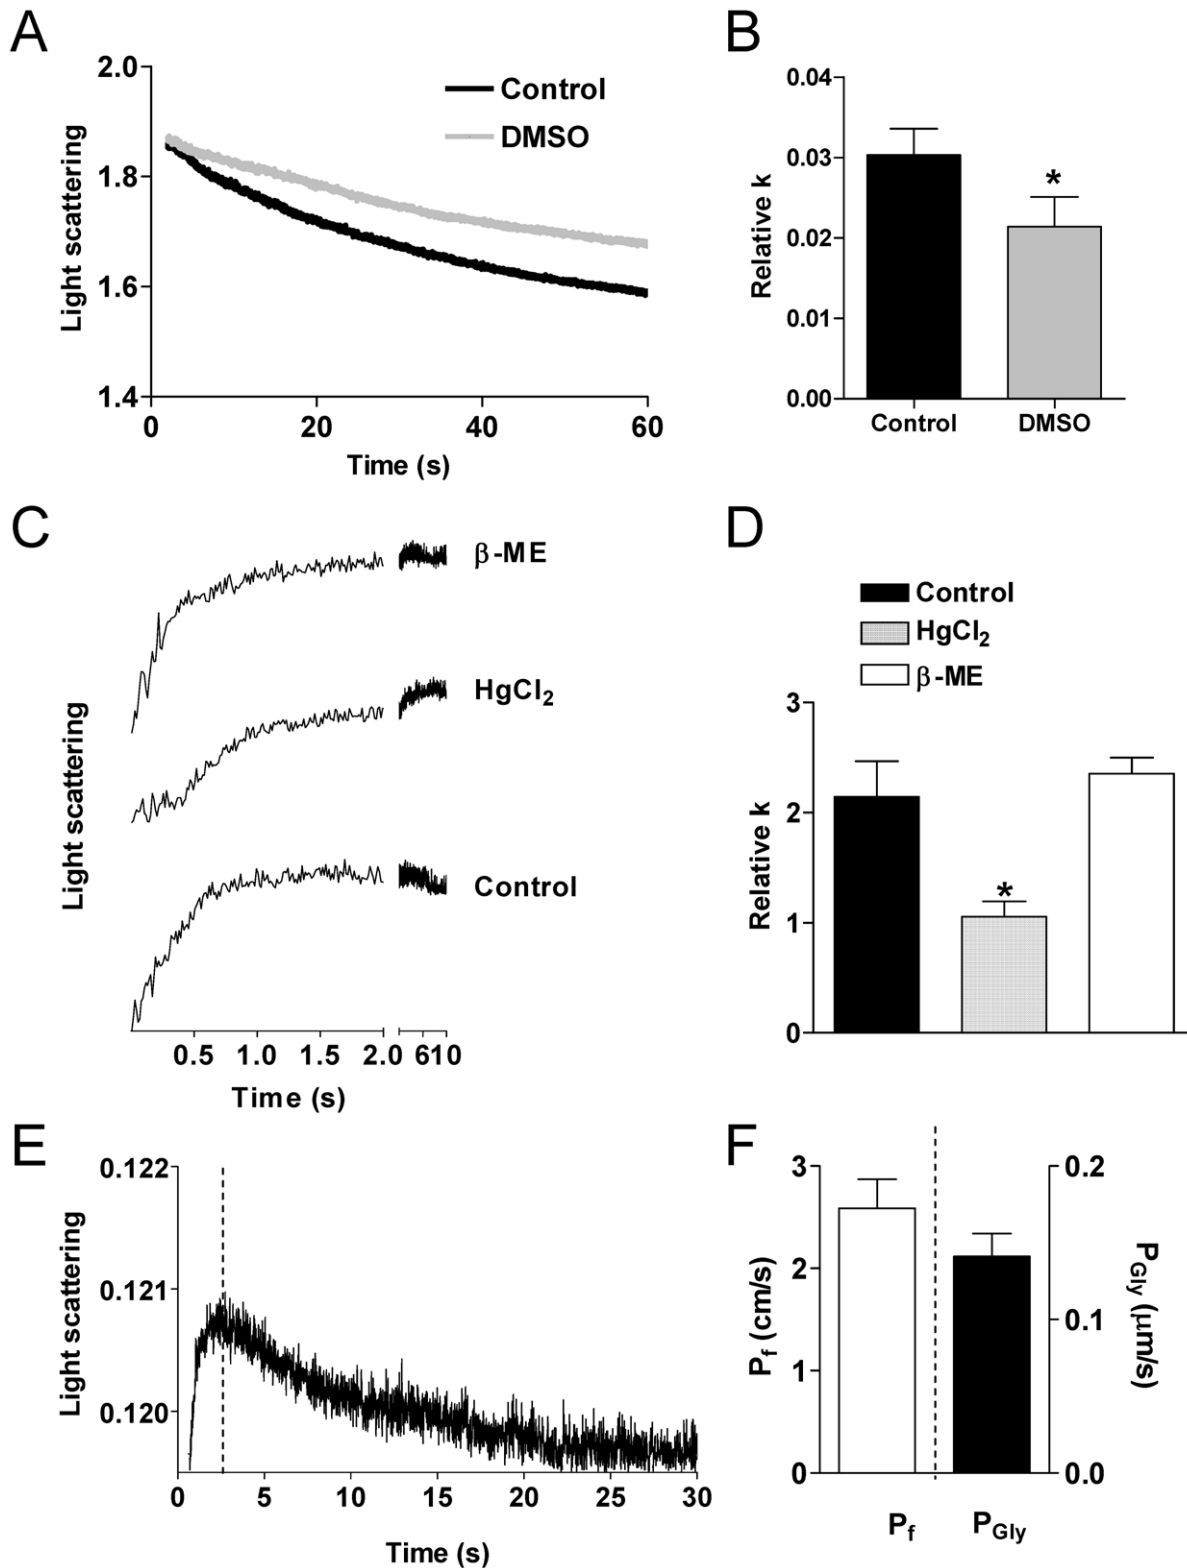 A
2.0
1.8
1.6
1.4
Light scattering
Control
DMSO
0
20
40
60
Time (s)
B
0.04
0.03
0.02
0.01
0.00
Relative k
*
Control
DMSO
C
Light scattering
β-ME
HgCl2
Control
0.5
1.0
1.5
2.0
6
10
Time (s)
D
Control
HgCl2
β-ME
3
2
1
0
Relative k
*
E
0.122
0.121
0.120
Light scattering
0
5
10
15
20
25
30
Time (s)
F
3
2
1
0
Pf (cm/s)
0.2
0.1
0.0
PGly (µm/s)
Pf
PGly